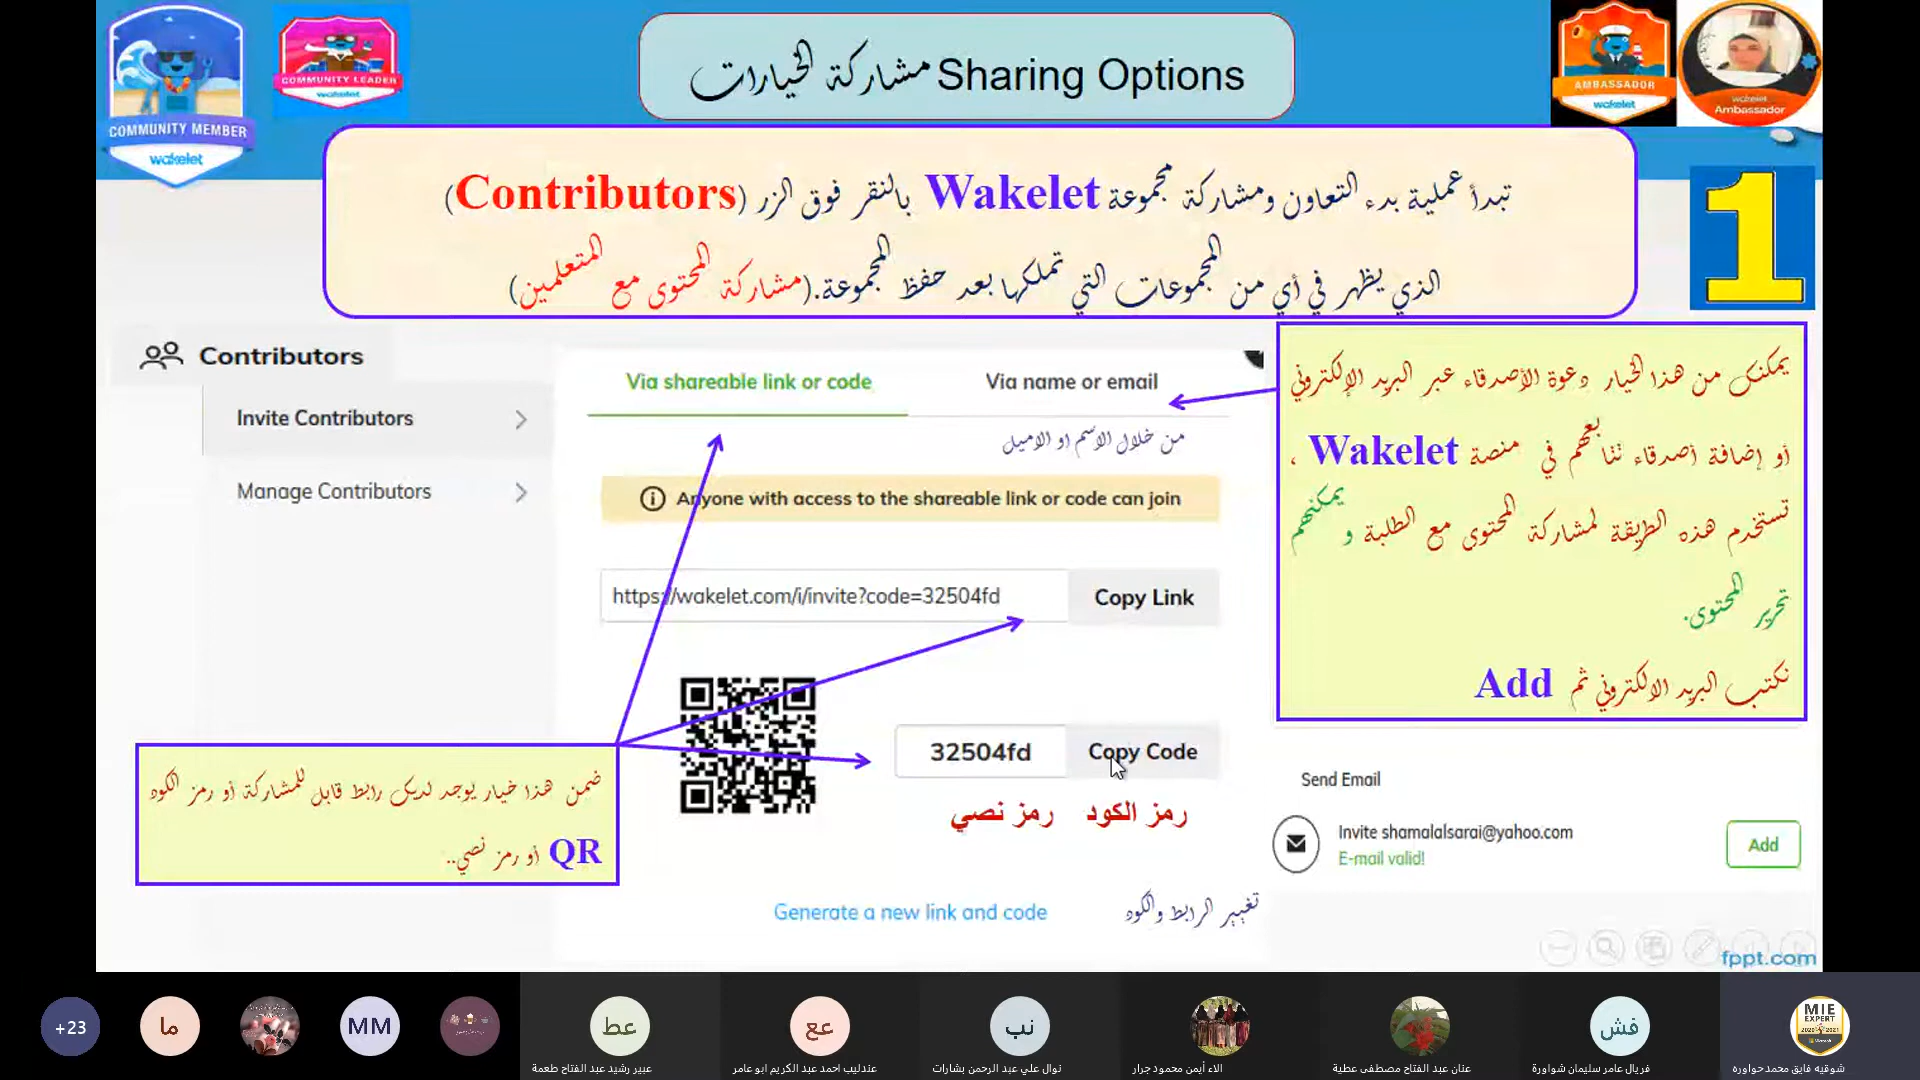 COMMUNITY MEMBER
wakelet
COMMUNITY LEADER
wakelet
Sharing Options مشاركة الخيارات
AMBASSADOR
wakelet
wakelet
Ambassador
تبدأ عملية بدء التعاون ومشاركة مجموعة Wakelet بالنقر فوق الزر (Contributors)
الذي يظهر في أي من المجموعات التي تملكها بعد حفظ المجموعة.(مشاركة المحتوى مع المتعلمين)
1
Contributors
Invite Contributors
Manage Contributors
Via shareable link or code
Via name or email
من خلال الاسم او الاميل
Anyone with access to the shareable link or code can join
https://wakelet.com/i/invite?code=32504fd
Copy Link
32504fd
Copy Code
رمز الكود
رمز نصي
Generate a new link and code
تغيير الرابط والكود
يمكنك من هذا الخيار دعوة الأصدقاء عبر البريد الإلكتروني
أو إضافة أصدقاء تتابعهم في منصة Wakelet ،
تستخدم هذه الطريقة لمشاركة المحتوى مع الطلبة و يمكنهم
تحرير المحتوى.
نكتب البريد الالكتروني ثم Add
ضمن هذا خيار يوجد لديك رابط قابل للمشاركة أو رمز الكود
QR أو رمز نصي..
Send Email
Invite shamalalsarai@yahoo.com
E-mail valid!
Add
fppt.com
+23
ما
MM
عط
عبير رشيد عبد الفتاح طعمة
عع
عندليب احمد عبد الكريم ابو عامر
نب
نوال علي عبد الرحمن بشارات
الاء أيمن محمود جرار
عنان عبد الفتاح مصطفى عطية
فش
فريال عامر سليمان شواورة
MIE
EXPERT
2020 2021
Microsoft
شوقيه فايق محمد حواوره